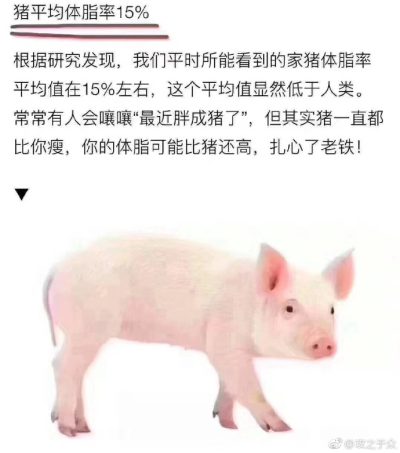 猪平均体脂率15%
根据研究发现，我们平时所能看到的家猪体脂率
平均值在15%左右，这个平均值显然低于人类。
常常有人会嚷嚷“最近胖成猪了”，但其实猪一直都
比你瘦，你的体脂可能比猪还高，扎心了老铁！